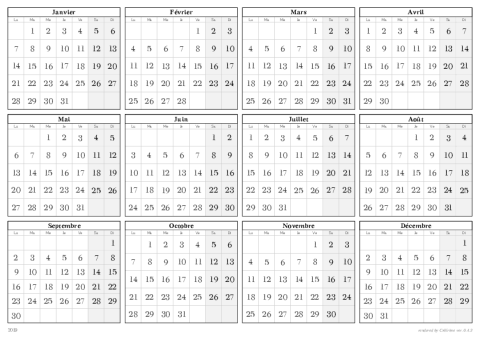 Janvier
Lu Ma Me Je Ve Sa Di
1 2 3 4 5 6
7 8 9 10 11 12 13
14 15 16 17 18 19 20
21 22 23 24 25 26 27
28 29 30 31
Février
Lu Ma Me Je Ve Sa Di
1 2 3
4 5 6 7 8 9 10
11 12 13 14 15 16 17
18 19 20 21 22 23 24
25 26 27 28
Mars
Lu Ma Me Je Ve Sa Di
1 2 3
4 5 6 7 8 9 10
11 12 13 14 15 16 17
18 19 20 21 22 23 24
25 26 27 28 29 30 31
Avril
Lu Ma Me Je Ve Sa Di
1 2 3 4 5 6 7
8 9 10 11 12 13 14
15 16 17 18 19 20 21
22 23 24 25 26 27 28
29 30
Mai
Lu Ma Me Je Ve Sa Di
1 2 3 4 5
6 7 8 9 10 11 12
13 14 15 16 17 18 19
20 21 22 23 24 25 26
27 28 29 30 31
Juin
Lu Ma Me Je Ve Sa Di
1 2
3 4 5 6 7 8 9
10 11 12 13 14 15 16
17 18 19 20 21 22 23
24 25 26 27 28 29 30
Juillet
Lu Ma Me Je Ve Sa Di
1 2 3 4 5 6 7
8 9 10 11 12 13 14
15 16 17 18 19 20 21
22 23 24 25 26 27 28
29 30 31
Août
Lu Ma Me Je Ve Sa Di
1 2 3 4
5 6 7 8 9 10 11
12 13 14 15 16 17 18
19 20 21 22 23 24 25
26 27 28 29 30 31
Septembre
Lu Ma Me Je Ve Sa Di
1
2 3 4 5 6 7 8
9 10 11 12 13 14 15
16 17 18 19 20 21 22
23 24 25 26 27 28 29
30
Octobre
Lu Ma Me Je Ve Sa Di
1 2 3 4 5 6
7 8 9 10 11 12 13
14 15 16 17 18 19 20
21 22 23 24 25 26 27
28 29 30 31
Novembre
Lu Ma Me Je Ve Sa Di
1 2 3
4 5 6 7 8 9 10
11 12 13 14 15 16 17
18 19 20 21 22 23 24
25 26 27 28 29 30
Décembre
Lu Ma Me Je Ve Sa Di
1
2 3 4 5 6 7 8
9 10 11 12 13 14 15
16 17 18 19 20 21 22
23 24 25 26 27 28 29
30 31
2019